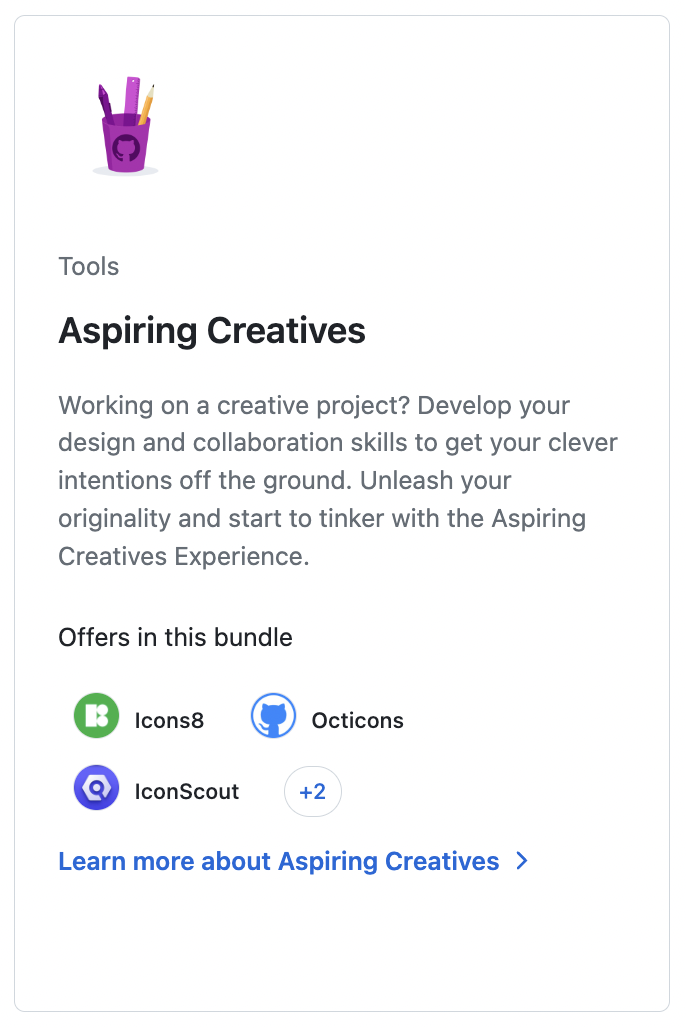 Tools
Aspiring Creatives
Working on a creative project? Develop your
design and collaboration skills to get your clever
intentions off the ground. Unleash your
originality and start to tinker with the Aspiring
Creatives Experience.
Offers in this bundle
Icons8 Octicons
IconScout +2
Learn more about Aspiring Creatives